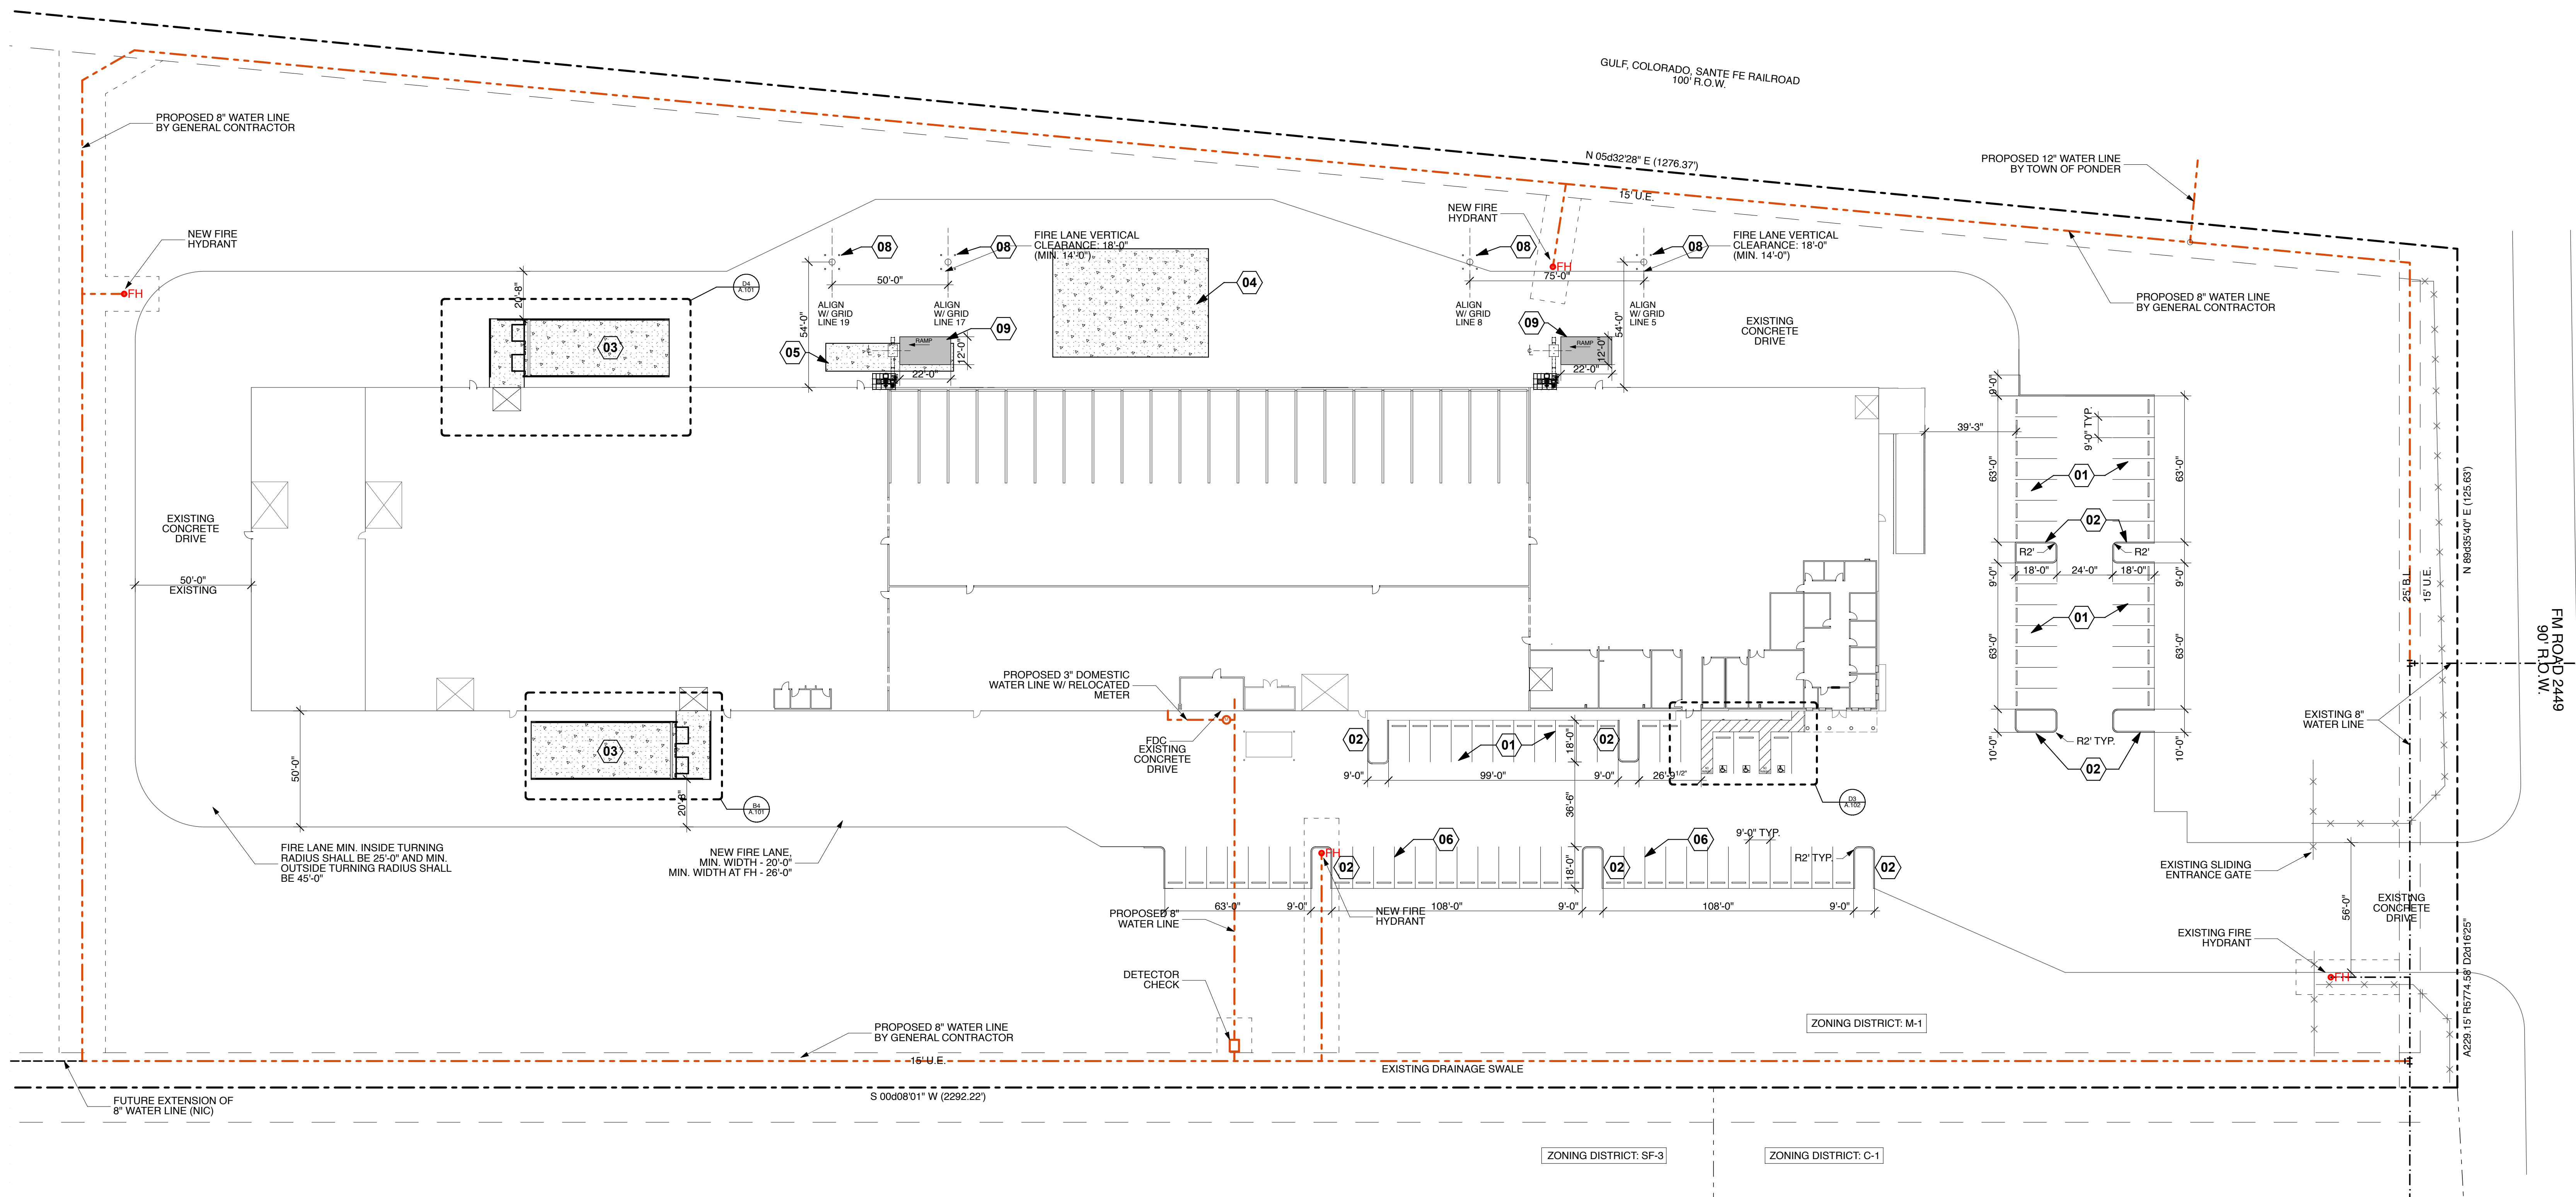 GULF, COLORADO, SANTE FE RAILROAD
100' R.O.W.
PROPOSED 8" WATER LINE
BY GENERAL CONTRACTOR
N 05d32'28" E (1276.37')
15' U.E.
PROPOSED 12" WATER LINE
BY TOWN OF PONDER
NEW FIRE
HYDRANT
FH
NEW FIRE
HYDRANT
FH
08
08
FIRE LANE VERTICAL
CLEARANCE: 18'-0"
(MIN. 14'-0")
08
08
FIRE LANE VERTICAL
CLEARANCE: 18'-0"
(MIN. 14'-0")
50'-0"
75'-0"
04
20'-8"
D4
A.101
03
54'-0"
ALIGN
W/ GRID
LINE 19
ALIGN
W/ GRID
LINE 17
09
05
RAMP
12'-0"
22'-0"
ALIGN
W/ GRID
LINE 8
ALIGN
W/ GRID
LINE 5
09
54'-0"
RAMP
12'-0"
22'-0"
EXISTING
CONCRETE
DRIVE
PROPOSED 8" WATER LINE
BY GENERAL CONTRACTOR
39'-3"
9'-0"
9'-0" TYP.
63'-0"
01
63'-0"
02
R2'
R2'
18'-0"
24'-0"
18'-0"
9'-0"
9'-0"
01
63'-0"
63'-0"
R2' TYP.
10'-0"
02
10'-0"
N 89d35'40" E (125.63')
25' B.L.
15' U.E.
FM ROAD 2449
90' R.O.W.
EXISTING 8"
WATER LINE
EXISTING
CONCRETE
DRIVE
50'-0"
EXISTING
50'-0"
03
20'-8"
B4
A.101
PROPOSED 3" DOMESTIC
WATER LINE W/ RELOCATED
METER
FDC
EXISTING
CONCRETE
DRIVE
02
01
02
18'-0"
9'-0"
99'-0"
9'-0"
26'-9 1/2"
36'-6"
D3
A.102
FIRE LANE MIN. INSIDE TURNING
RADIUS SHALL BE 25'-0" AND MIN.
OUTSIDE TURNING RADIUS SHALL
BE 45'-0"
NEW FIRE LANE,
MIN. WIDTH - 20'-0"
MIN. WIDTH AT FH - 26'-0"
FH
02
06
06
9'-0" TYP.
R2' TYP.
18'-0"
02
02
63'-0"
9'-0"
108'-0"
9'-0"
108'-0"
9'-0"
PROPOSED 8"
WATER LINE
NEW FIRE
HYDRANT
EXISTING SLIDING
ENTRANCE GATE
56'-0"
EXISTING
CONCRETE
DRIVE
EXISTING FIRE
HYDRANT
FH
A229.15' R5774.58' D2d16'25"
DETECTOR
CHECK
PROPOSED 8" WATER LINE
BY GENERAL CONTRACTOR
15' U.E.
ZONING DISTRICT: M-1
EXISTING DRAINAGE SWALE
S 00d08'01" W (2292.22')
FUTURE EXTENSION OF
8" WATER LINE (NIC)
ZONING DISTRICT: SF-3
ZONING DISTRICT: C-1